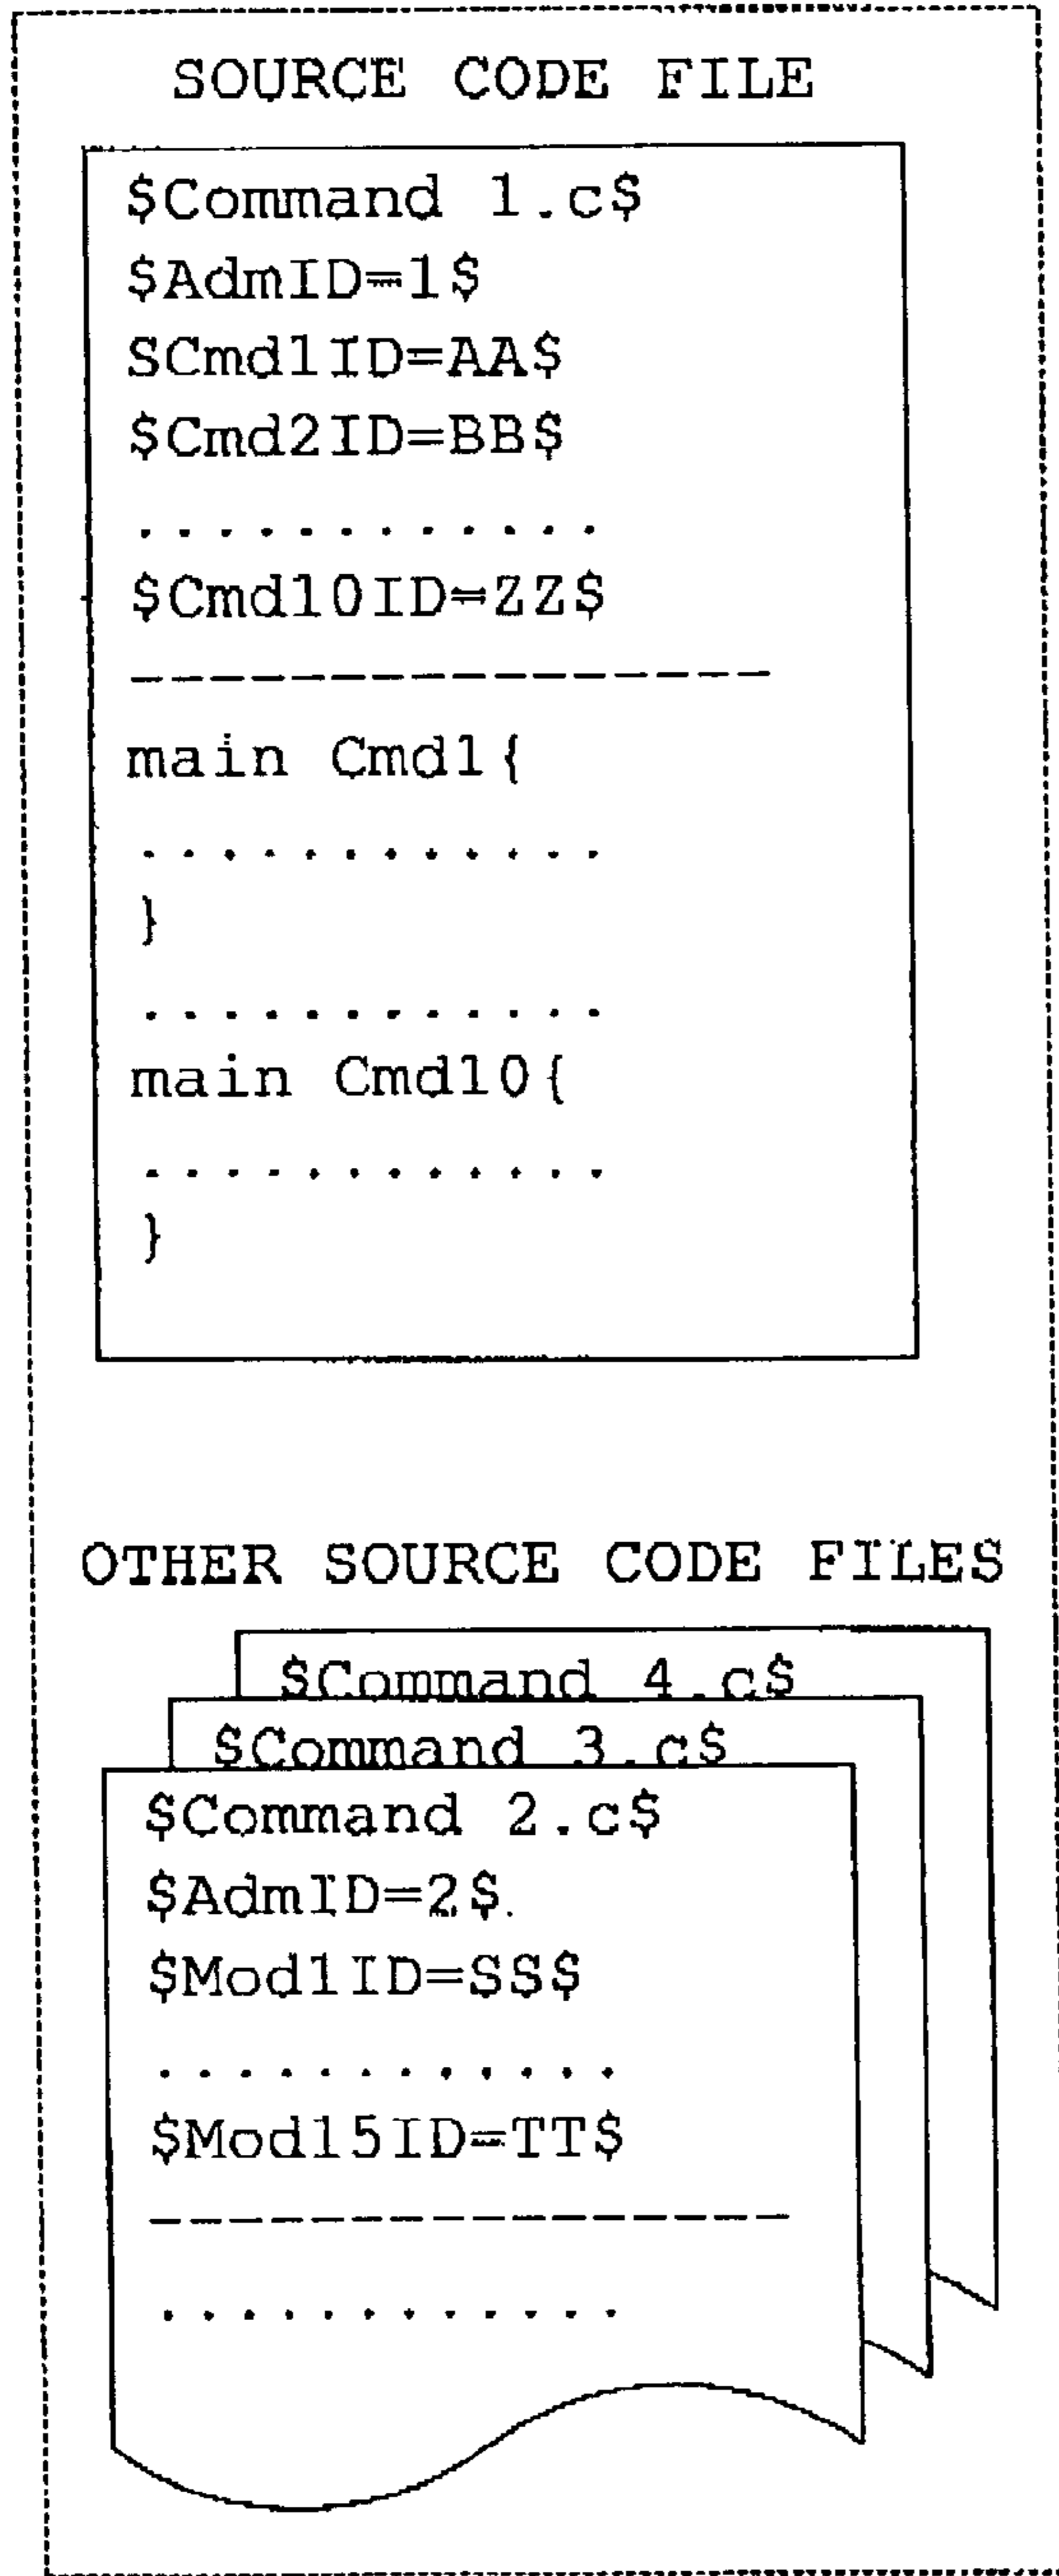 SOURCE CODE FILE
$Command 1.c$
$AdmID=1$
SCmd1ID=AA$
$Cmd2ID=BB$
............
$Cmd10ID=ZZ$
----------------
main Cmd1{
............
}
............
main Cmd10{
............
}
OTHER SOURCE CODE FILES
$Command 4.c$
$Command 3.c$
$Command 2.c$
$AdmID=2$.
$Mod1ID=SS$
............
$Mod15ID=TT$
----------------
............